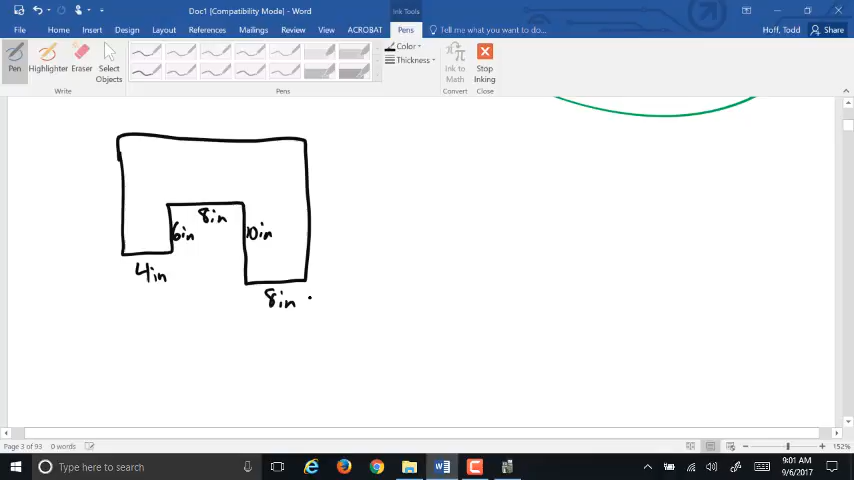 Doc1 [Compatibility Mode] - Word
Ink Tools
Hoff, Todd
File Home Insert Design Layout References Mailings Review View ACROBAT Pens Tell me what you want to do... Share
Pen Highlighter Eraser Select Objects
Color
Thickness
Ink to Math
Stop Inking
Write Pens Convert Close
8in
6in 10in
4in
8in
Page 3 of 93 0 words 152%
Type here to search
9:01 AM
9/6/2017